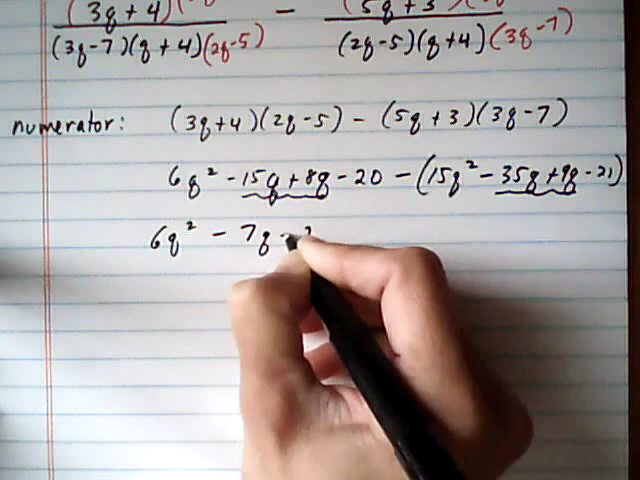 (3q+4)(2q - 5q+3
(3q-7)(q+4)(2q-5) (2q-5)(q+4)(3q-7)
numerator: (3q+4)(2q-5) - (5q+3)(3q-7)
6q² - 15q + 8q - 20 - (15q² - 35q + 9q - 21)
6q² - 7q -